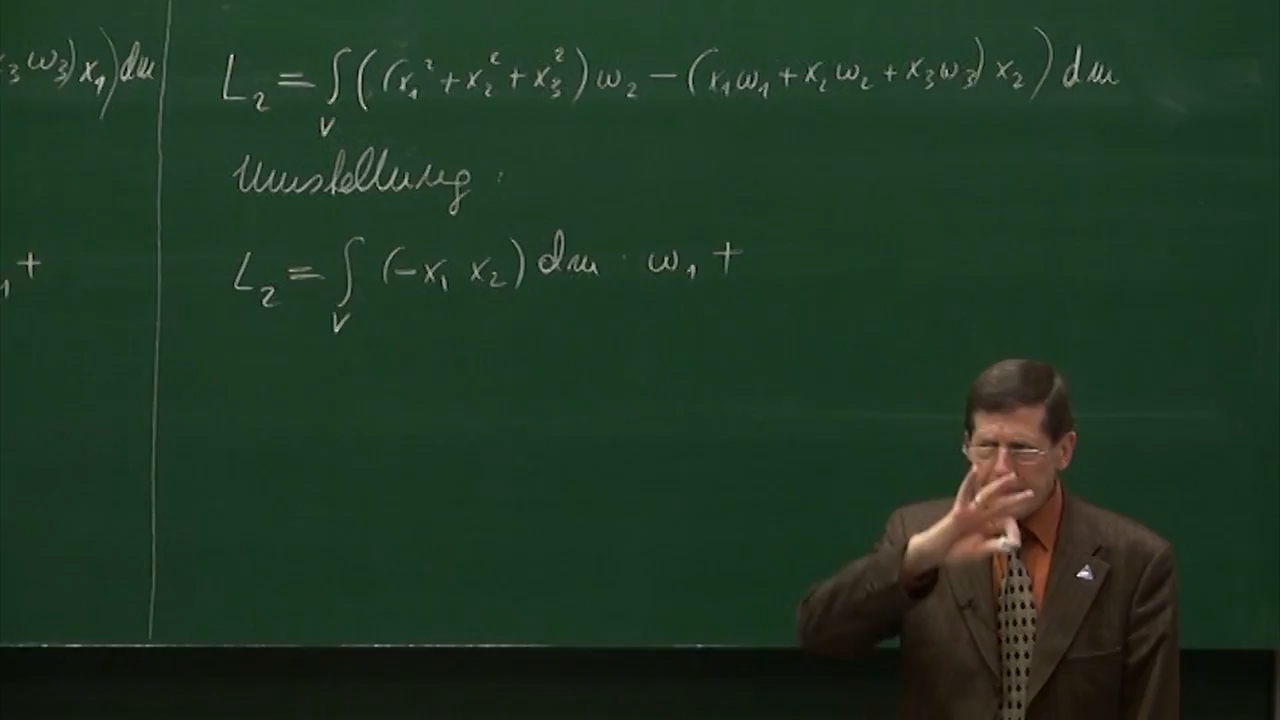 ₃ω₃)x₁)dm
L₂ = ∫_V ((x₁² + x₂² + x₃²)ω₂ − (x₁ω₁ + x₂ω₂ + x₃ω₃)x₂) dm
Umstellung:
₁ +
L₂ = ∫_V (−x₁ x₂) dm · ω₁ +